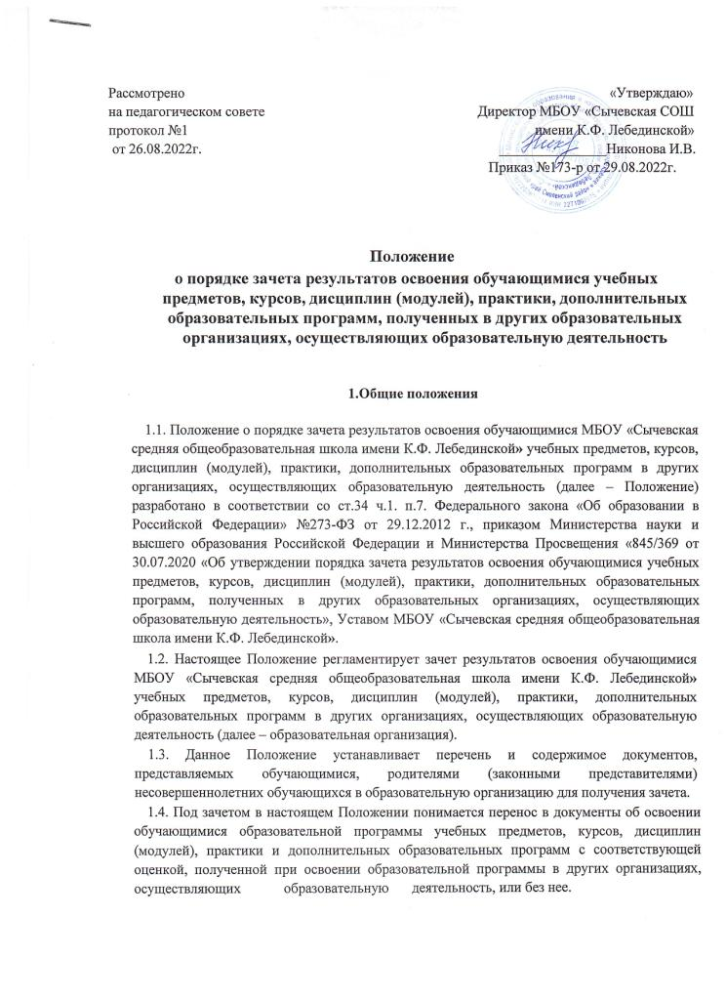 Рассмотрено
на педагогическом совете
протокол №1
от 26.08.2022г.
«Утверждаю»
Директор МБОУ «Сычевская СОШ
имени К.Ф. Лебединской»
Никонова И.В.
Приказ №173-р от 29.08.2022г.
Положение
о порядке зачета результатов освоения обучающимися учебных
предметов, курсов, дисциплин (модулей), практики, дополнительных
образовательных программ, полученных в других образовательных
организациях, осуществляющих образовательную деятельность
1.Общие положения
1.1. Положение о порядке зачета результатов освоения обучающимися МБОУ «Сычевская
средняя общеобразовательная школа имени К.Ф. Лебединской» учебных предметов, курсов,
дисциплин (модулей), практики, дополнительных образовательных программ в других
организациях, осуществляющих образовательную деятельность (далее – Положение)
разработано в соответствии со ст.34 ч.1. п.7. Федерального закона «Об образовании в
Российской Федерации» №273-ФЗ от 29.12.2012 г., приказом Министерства науки и
высшего образования Российской Федерации и Министерства Просвещения «845/369 от
30.07.2020 «Об утверждении порядка зачета результатов освоения обучающимися учебных
предметов, курсов, дисциплин (модулей), практики, дополнительных образовательных
программ, полученных в других образовательных организациях, осуществляющих
образовательную деятельность», Уставом МБОУ «Сычевская средняя общеобразовательная
школа имени К.Ф. Лебединской».
1.2. Настоящее Положение регламентирует зачет результатов освоения обучающимися
МБОУ «Сычевская средняя общеобразовательная школа имени К.Ф. Лебединской»
учебных предметов, курсов, дисциплин (модулей), практики, дополнительных
образовательных программ в других организациях, осуществляющих образовательную
деятельность (далее – образовательная организация).
1.3. Данное Положение устанавливает перечень и содержимое документов,
представляемых обучающимися, родителями (законными представителями)
несовершеннолетних обучающихся в образовательную организацию для получения зачета.
1.4. Под зачетом в настоящем Положении понимается перенос в документы об освоении
обучающимися образовательной программы учебных предметов, курсов, дисциплин
(модулей), практики и дополнительных образовательных программ с соответствующей
оценкой, полученной при освоении образовательной программы в других организациях,
осуществляющих образовательную деятельность, или без нее.